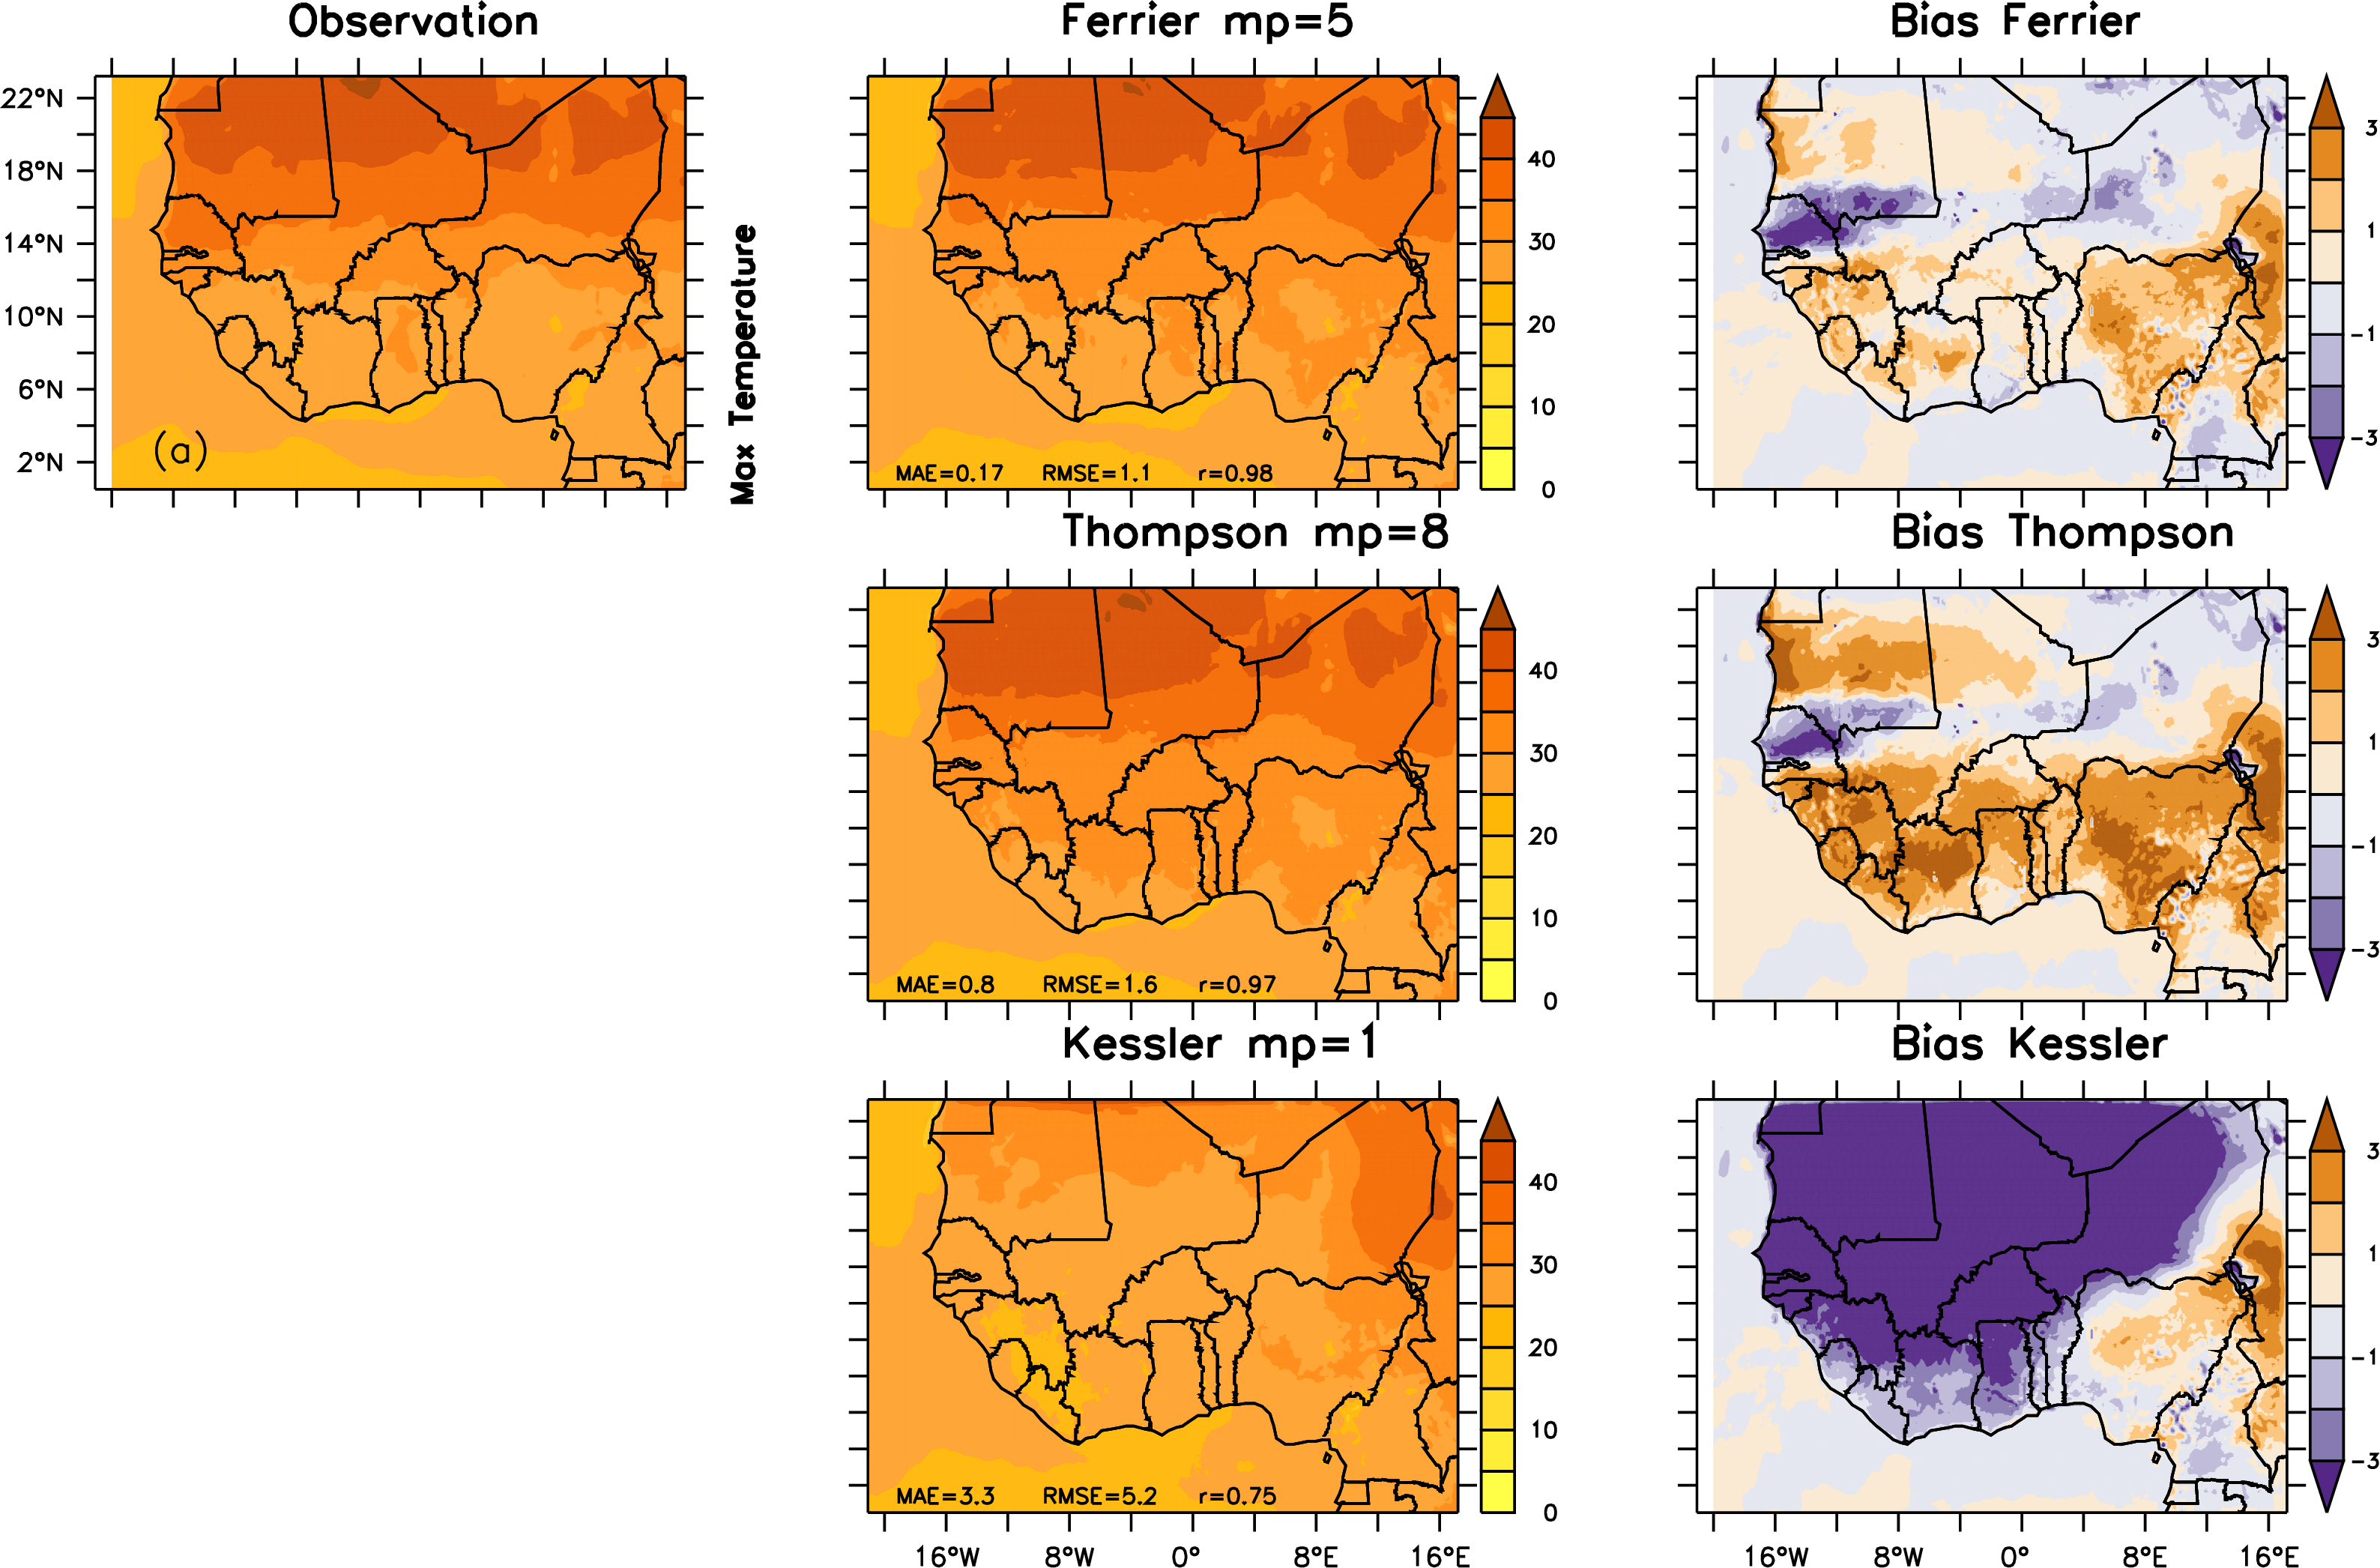 Observation
Ferrier mp=5
Bias Ferrier
22°N
18°N
14°N
10°N
6°N
2°N
(a)
Max Temperature
MAE=0.17 RMSE=1.1 r=0.98
40
30
20
10
0
3
1
-1
-3
Thompson mp=8
Bias Thompson
MAE=0.8 RMSE=1.6 r=0.97
40
30
20
10
0
3
1
-1
-3
Kessler mp=1
Bias Kessler
MAE=3.3 RMSE=5.2 r=0.75
40
30
20
10
0
3
1
-1
-3
16°W 8°W 0° 8°E 16°E
16°W 8°W 0° 8°E 16°E